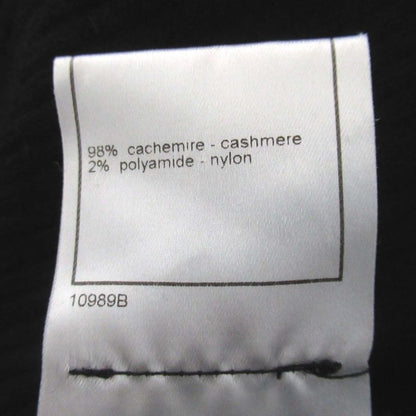 98% cachemire - cashmere
2% polyamide - nylon
10989B